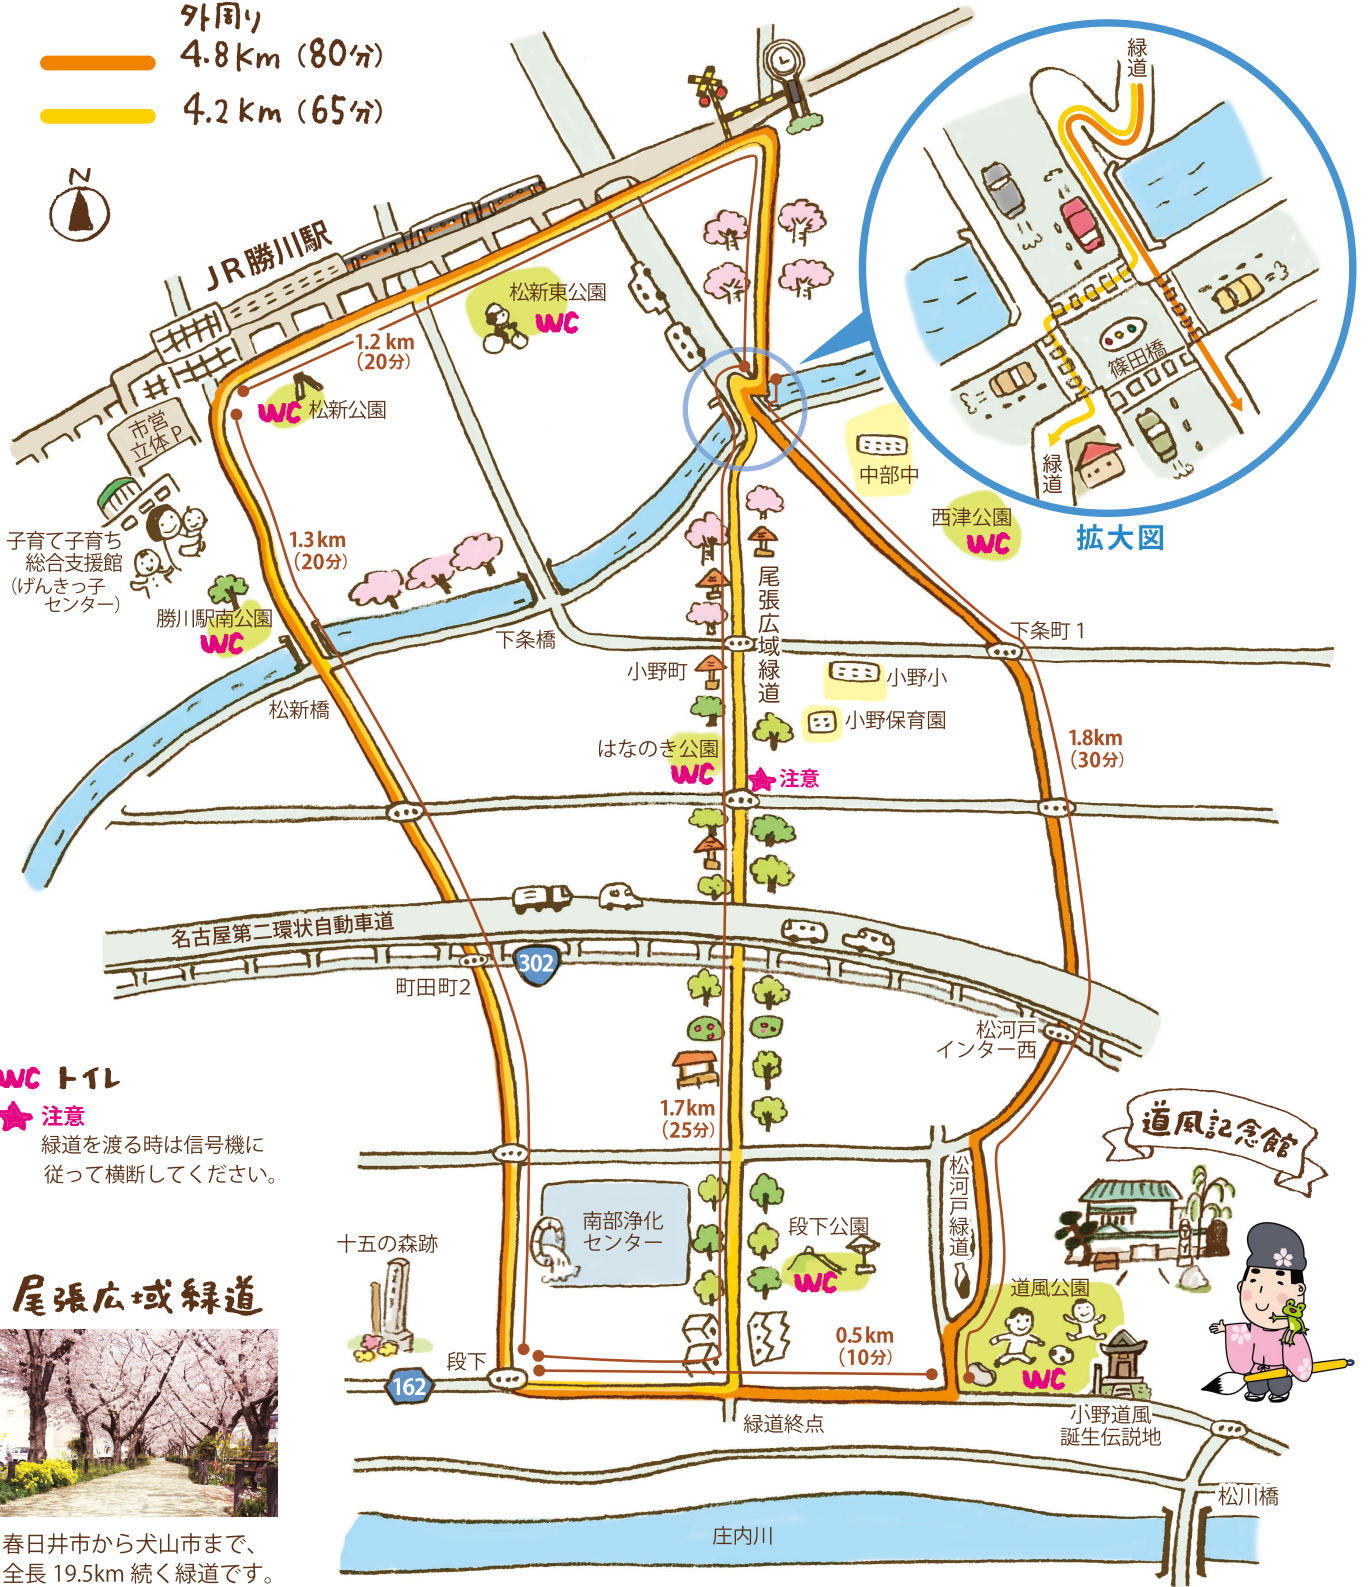 外周り
4.8Km（80分）
4.2Km（65分）
N
JR勝川駅
緑道
篠田橋
緑道
拡大図
松新東公園
WC
1.2 km
（20分）
WC 松新公園
市営
立体P
中部中
西津公園
WC
子育て子育ち
総合支援館
（げんきっ子
センター）
1.3km
（20分）
勝川駅南公園
WC
松新橋
下条橋
尾張広域緑道
小野町
下条町1
小野小
小野保育園
はなのき公園
WC
注意
1.8km
（30分）
名古屋第二環状自動車道
302
町田町2
松河戸
インター西
WC トイレ
注意
緑道を渡る時は信号機に
従って横断してください。
1.7km
（25分）
道風記念館
松河戸緑道
南部浄化
センター
段下公園
WC
十五の森跡
道風公園
WC
尾張広域緑道
0.5km
（10分）
段下
162
緑道終点
小野道風
誕生伝説地
松川橋
庄内川
春日井市から犬山市まで、
全長 19.5km 続く緑道です。